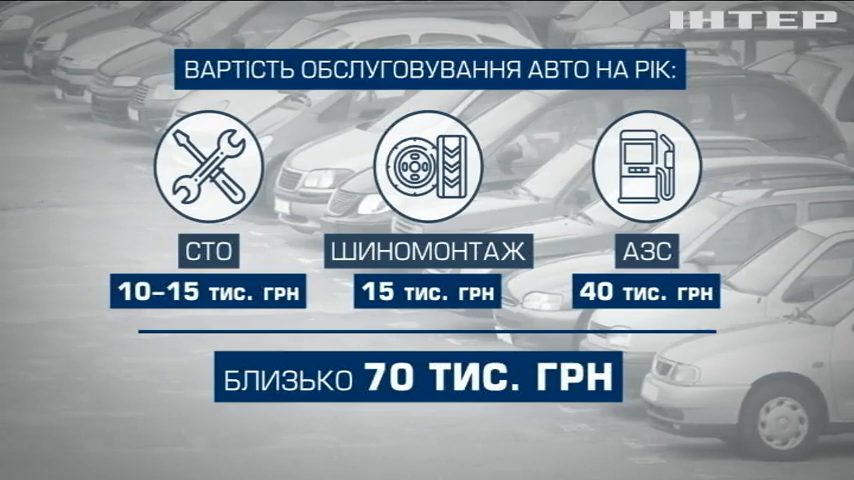 ІНТЕР
ВАРТІСТЬ ОБСЛУГОВУВАННЯ АВТО НА РІК:
СТО
10–15 ТИС. ГРН
ШИНОМОНТАЖ
15 ТИС. ГРН
АЗС
40 ТИС. ГРН
БЛИЗЬКО 70 ТИС. ГРН